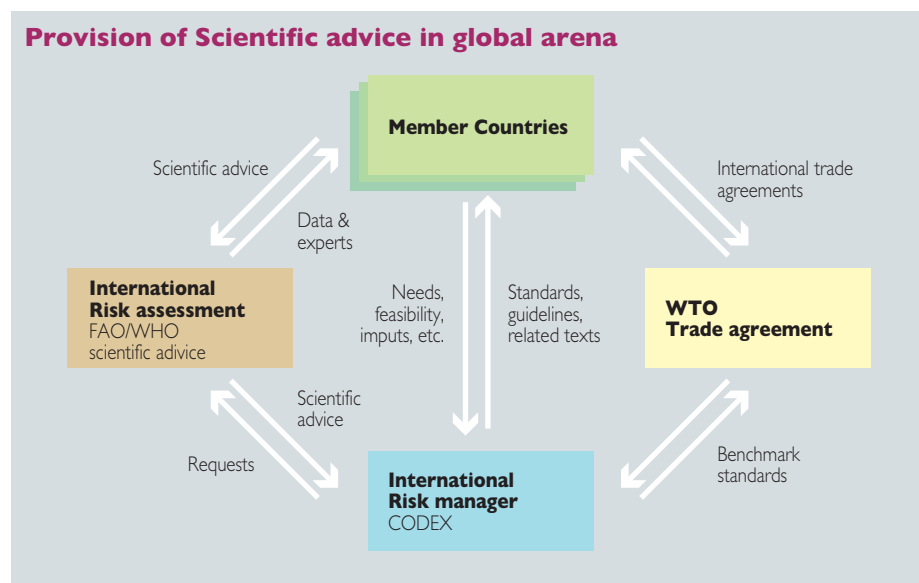 Provision of Scientific advice in global arena
Member Countries
Scientific advice
International trade
agreements
Data &
experts
International
Risk assessment
FAO/WHO
scientific advice
Needs,
feasibility,
imputs, etc.
Standards,
guidelines,
related texts
WTO
Trade agreement
Scientific
advice
Requests
Benchmark
standards
International
Risk manager
CODEX